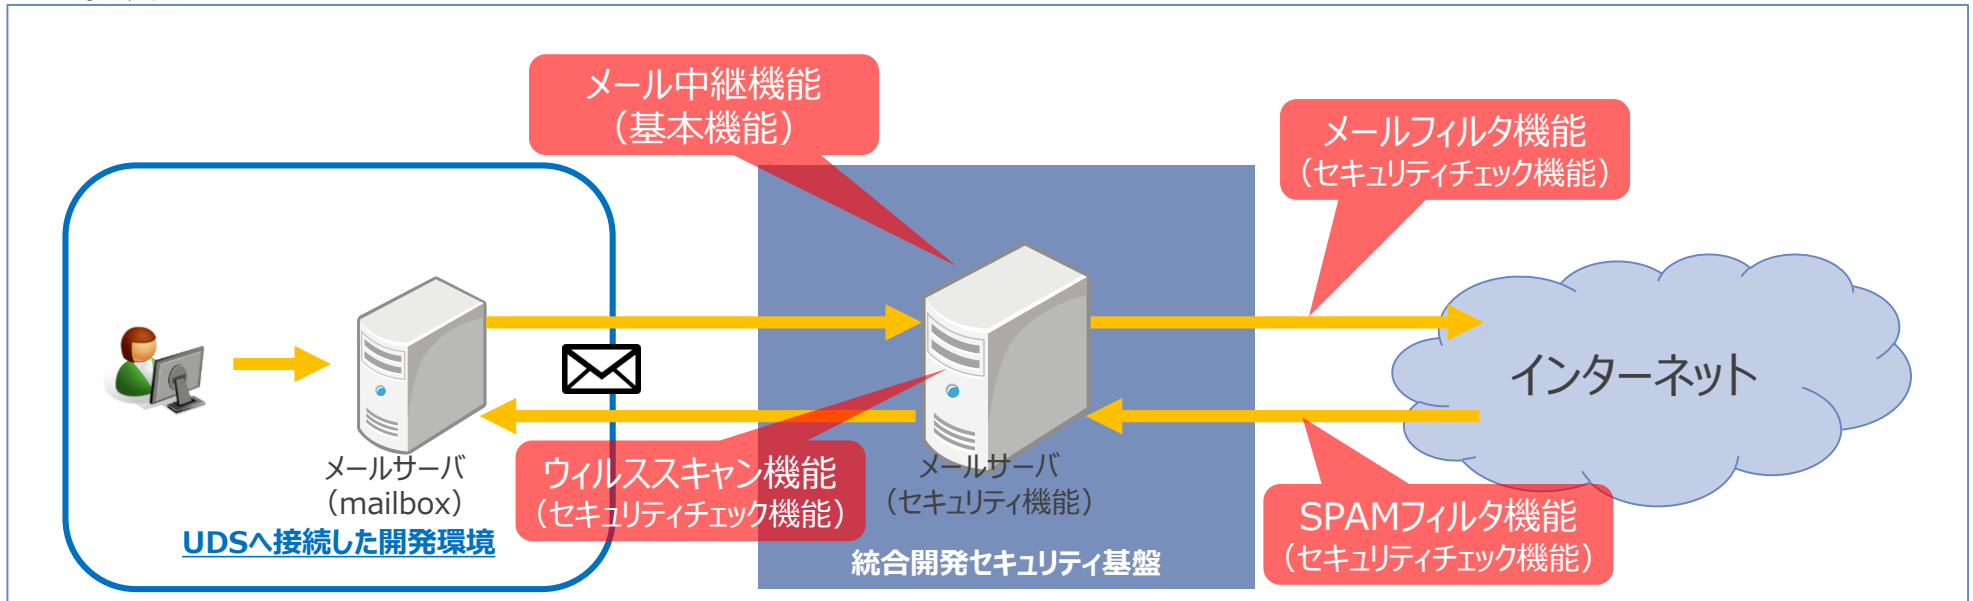 メール中継機能
（基本機能）
メールフィルタ機能
（セキュリティチェック機能）
インターネット
メールサーバ
（mailbox）
UDSへ接続した開発環境
ウィルススキャン機能
（セキュリティチェック機能）
メールサーバ
（セキュリティ機能）
統合開発セキュリティ基盤
SPAMフィルタ機能
（セキュリティチェック機能）